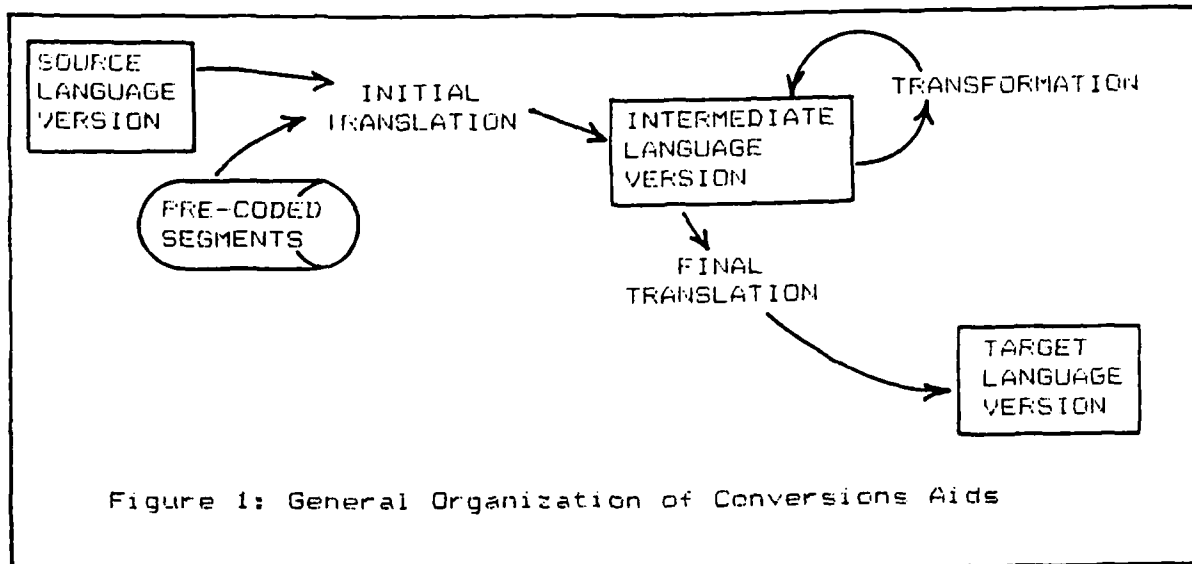 SOURCE
LANGUAGE
VERSION
INITIAL
TRANSLATION
PRE-CODED
SEGMENTS
INTERMEDIATE
LANGUAGE
VERSION
TRANSFORMATION
FINAL
TRANSLATION
TARGET
LANGUAGE
VERSION
Figure 1: General Organization of Conversions Aids